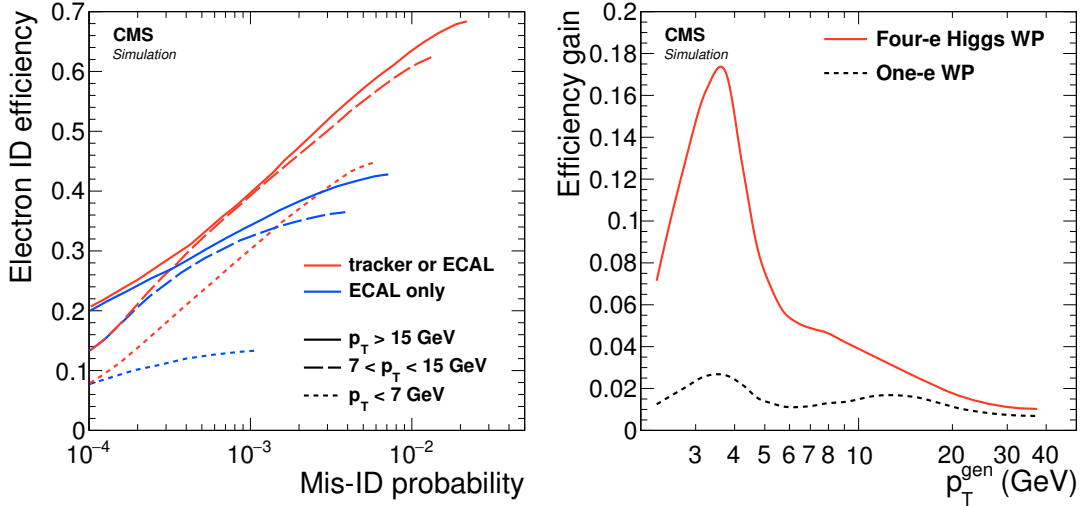 CMS
Simulation
Electron ID efficiency
0.7
0.6
0.5
0.4
0.3
0.2
0.1
0
tracker or ECAL
ECAL only
p_T > 15 GeV
7 < p_T < 15 GeV
p_T < 7 GeV
10⁻⁴
10⁻³
10⁻²
Mis-ID probability
CMS
Simulation
Four-e Higgs WP
One-e WP
Efficiency gain
0.2
0.18
0.16
0.14
0.12
0.1
0.08
0.06
0.04
0.02
0
3 4 5 6 7 8 10 20 30 40
p_T^gen (GeV)